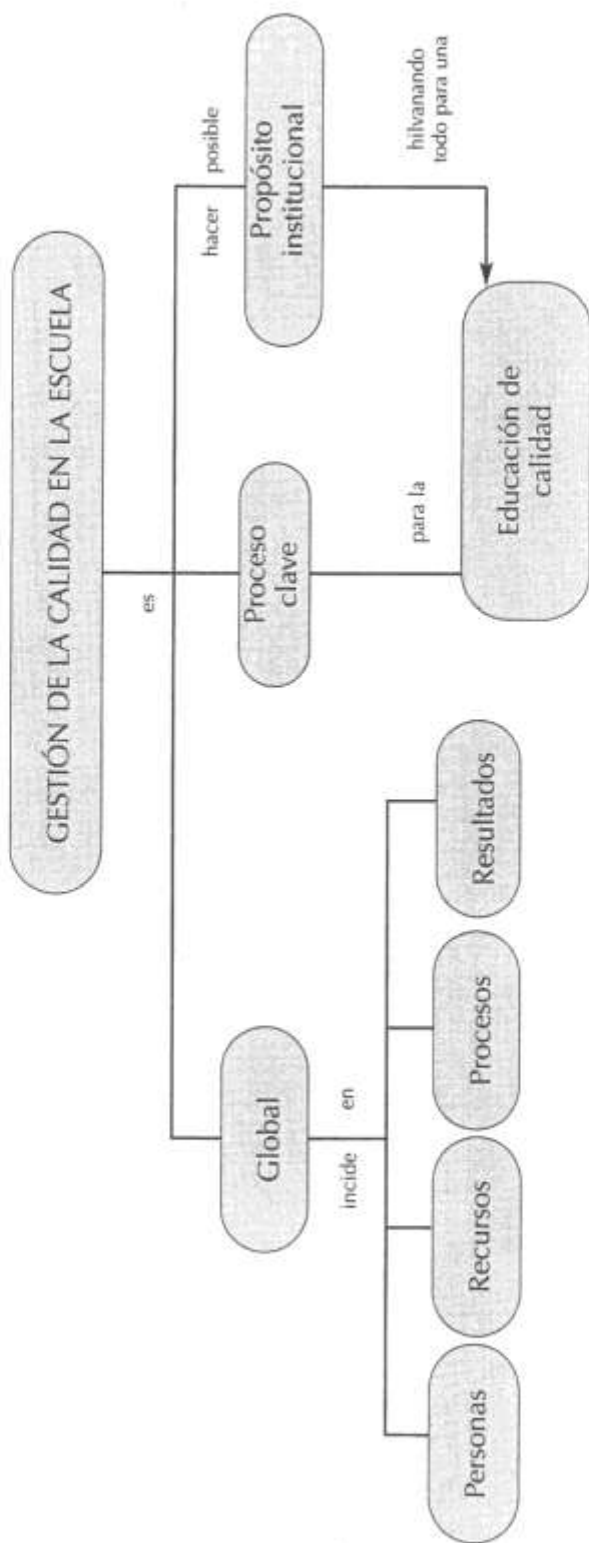 GESTIÓN DE LA CALIDAD EN LA ESCUELA
es
hacer posible
Global
Proceso
clave
Propósito
institucional
incide en
para la
hilvanando
todo para una
Personas
Recursos
Procesos
Resultados
Educación de
calidad